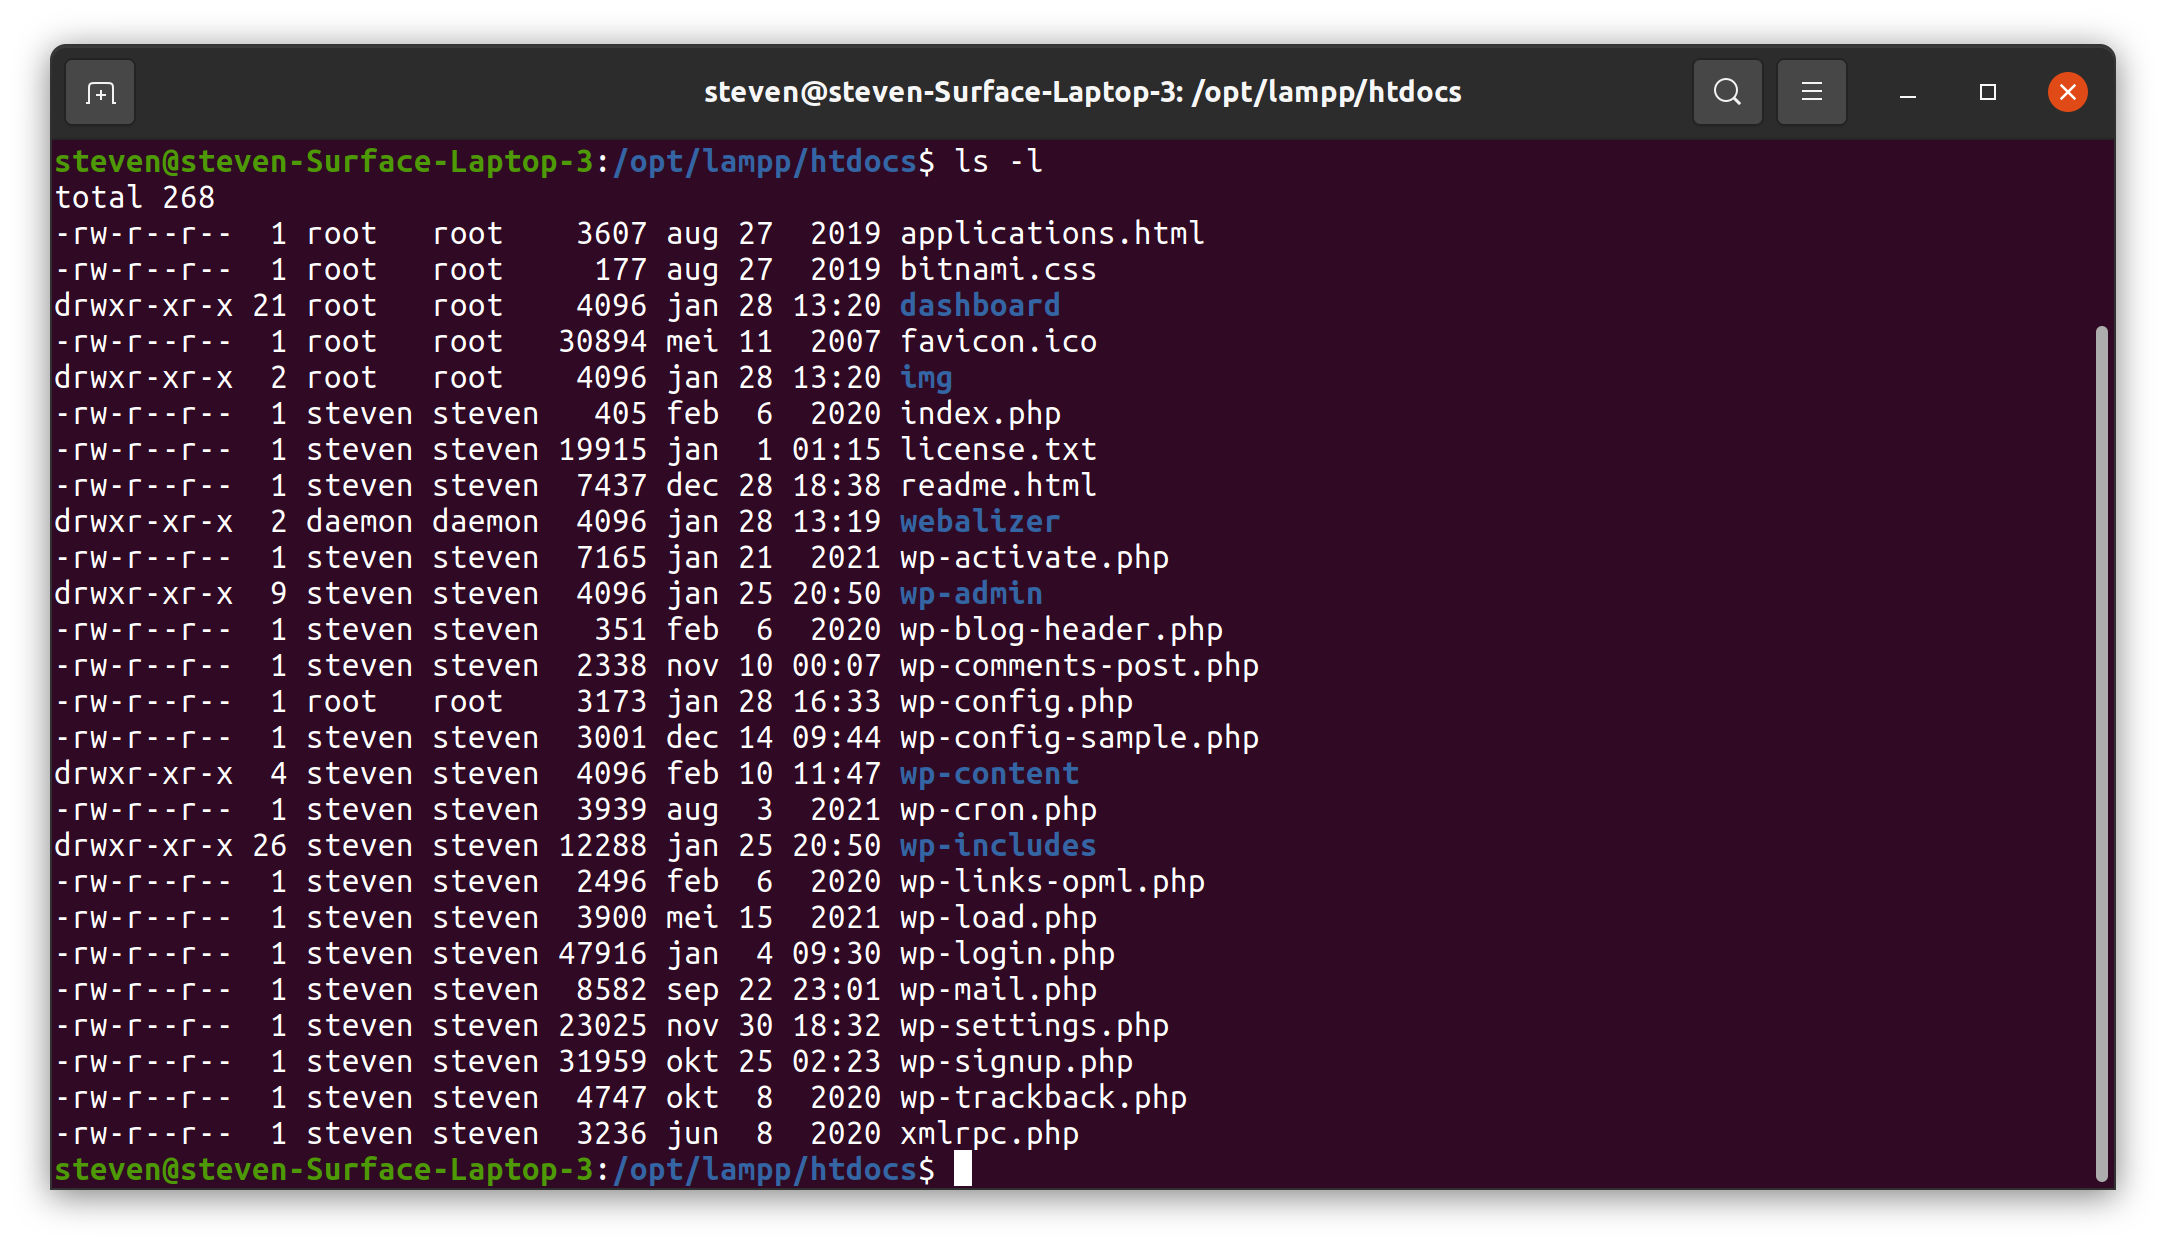 steven@steven-Surface-Laptop-3: /opt/lampp/htdocs
steven@steven-Surface-Laptop-3:/opt/lampp/htdocs$ ls -l
total 268
-rw-r--r--  1 root   root    3607 aug 27  2019 applications.html
-rw-r--r--  1 root   root     177 aug 27  2019 bitnami.css
drwxr-xr-x 21 root   root    4096 jan 28 13:20 dashboard
-rw-r--r--  1 root   root   30894 mei 11  2007 favicon.ico
drwxr-xr-x  2 root   root    4096 jan 28 13:20 img
-rw-r--r--  1 steven steven   405 feb  6  2020 index.php
-rw-r--r--  1 steven steven 19915 jan  1 01:15 license.txt
-rw-r--r--  1 steven steven  7437 dec 28 18:38 readme.html
drwxr-xr-x  2 daemon daemon  4096 jan 28 13:19 webalizer
-rw-r--r--  1 steven steven  7165 jan 21  2021 wp-activate.php
drwxr-xr-x  9 steven steven  4096 jan 25 20:50 wp-admin
-rw-r--r--  1 steven steven   351 feb  6  2020 wp-blog-header.php
-rw-r--r--  1 steven steven  2338 nov 10 00:07 wp-comments-post.php
-rw-r--r--  1 root   root    3173 jan 28 16:33 wp-config.php
-rw-r--r--  1 steven steven  3001 dec 14 09:44 wp-config-sample.php
drwxr-xr-x  4 steven steven  4096 feb 10 11:47 wp-content
-rw-r--r--  1 steven steven  3939 aug  3  2021 wp-cron.php
drwxr-xr-x 26 steven steven 12288 jan 25 20:50 wp-includes
-rw-r--r--  1 steven steven  2496 feb  6  2020 wp-links-opml.php
-rw-r--r--  1 steven steven  3900 mei 15  2021 wp-load.php
-rw-r--r--  1 steven steven 47916 jan  4 09:30 wp-login.php
-rw-r--r--  1 steven steven  8582 sep 22 23:01 wp-mail.php
-rw-r--r--  1 steven steven 23025 nov 30 18:32 wp-settings.php
-rw-r--r--  1 steven steven 31959 okt 25 02:23 wp-signup.php
-rw-r--r--  1 steven steven  4747 okt  8  2020 wp-trackback.php
-rw-r--r--  1 steven steven  3236 jun  8  2020 xmlrpc.php
steven@steven-Surface-Laptop-3:/opt/lampp/htdocs$